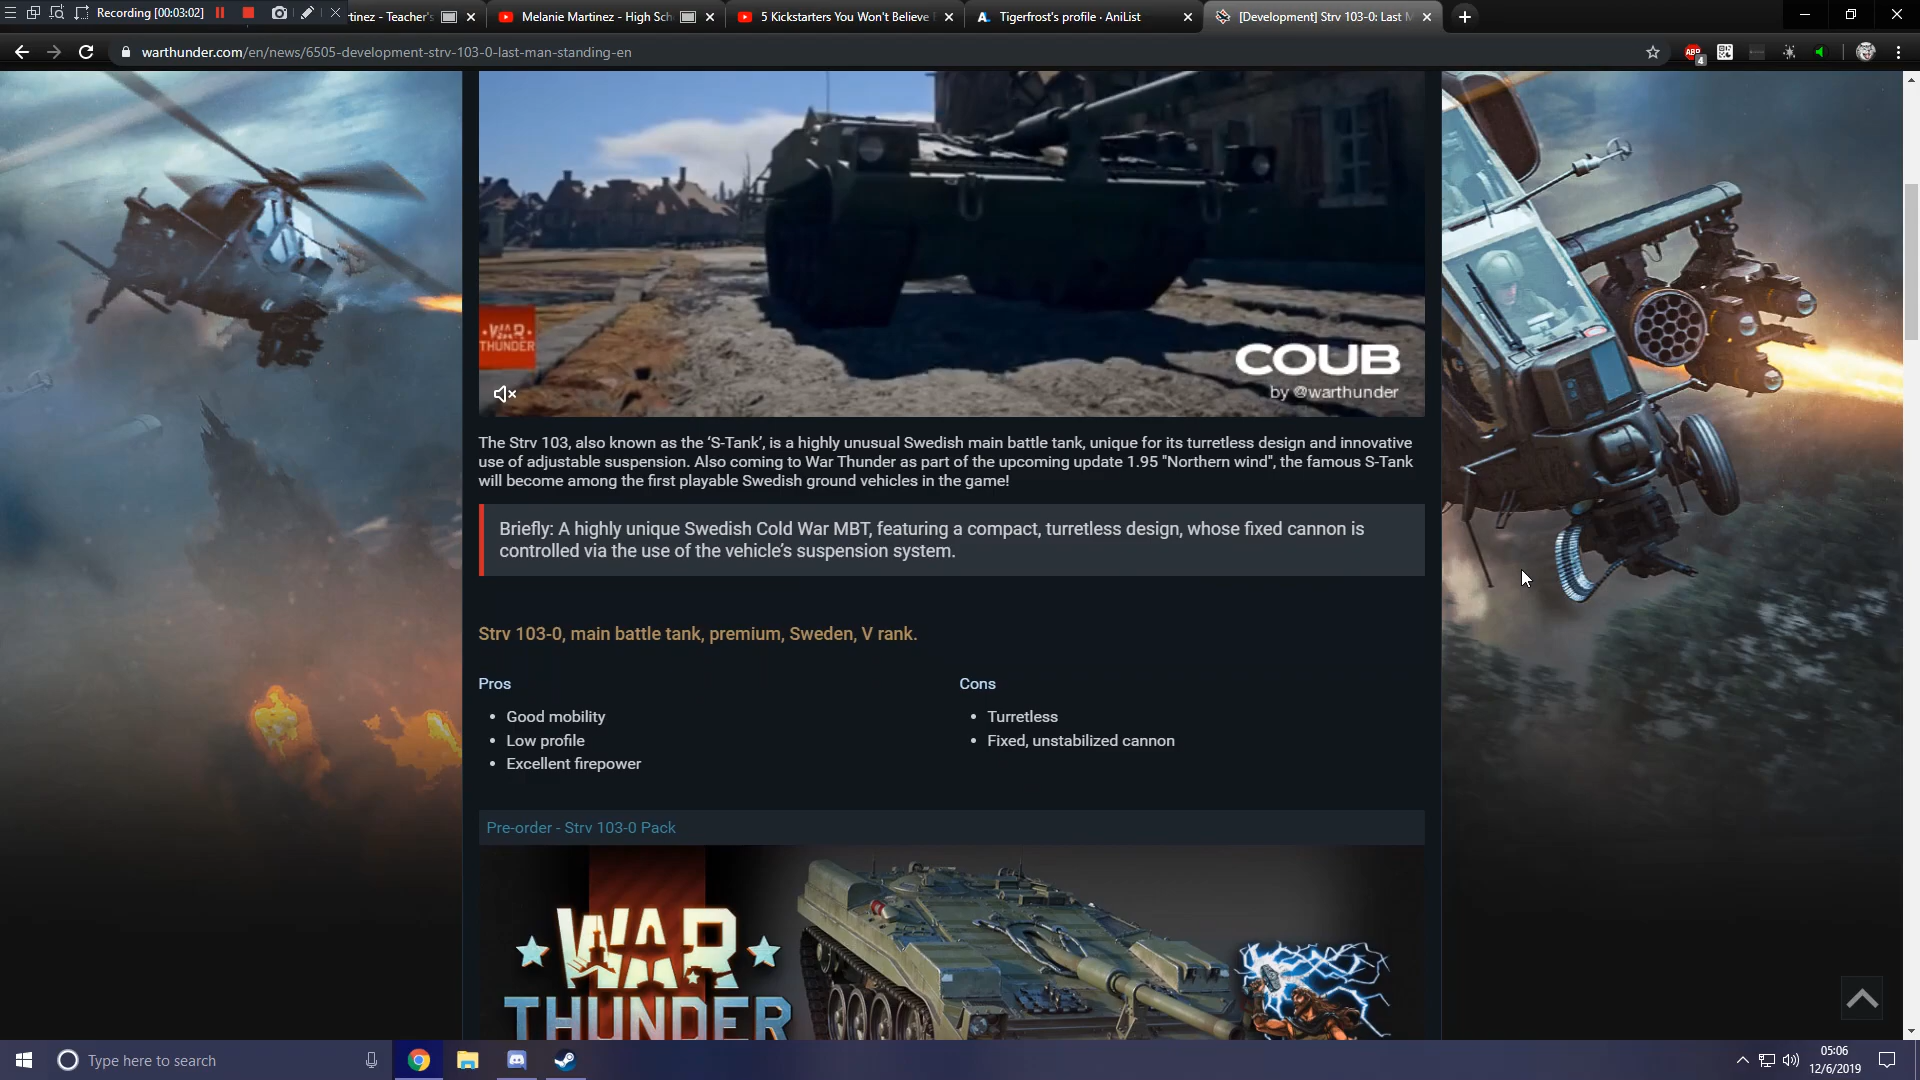 Recording [00:03:02]
tinez - Teacher's
Melanie Martinez - High Sch
5 Kickstarters You Won't Believe
Tigerfrost's profile · AniList
[Development] Strv 103-0: Last M
warthunder.com/en/news/6505-development-strv-103-0-last-man-standing-en
ABP
4
WAR
THUNDER
COUB
by @warthunder
The Strv 103, also known as the ‘S-Tank’, is a highly unusual Swedish main battle tank, unique for its turretless design and innovative
use of adjustable suspension. Also coming to War Thunder as part of the upcoming update 1.95 "Northern wind", the famous S-Tank
will become among the first playable Swedish ground vehicles in the game!
Briefly: A highly unique Swedish Cold War MBT, featuring a compact, turretless design, whose fixed cannon is
controlled via the use of the vehicle’s suspension system.
Strv 103-0, main battle tank, premium, Sweden, V rank.
Pros
• Good mobility
• Low profile
• Excellent firepower
Cons
• Turretless
• Fixed, unstabilized cannon
Pre-order - Strv 103-0 Pack
WAR
THUNDER
Type here to search
05:06
12/6/2019